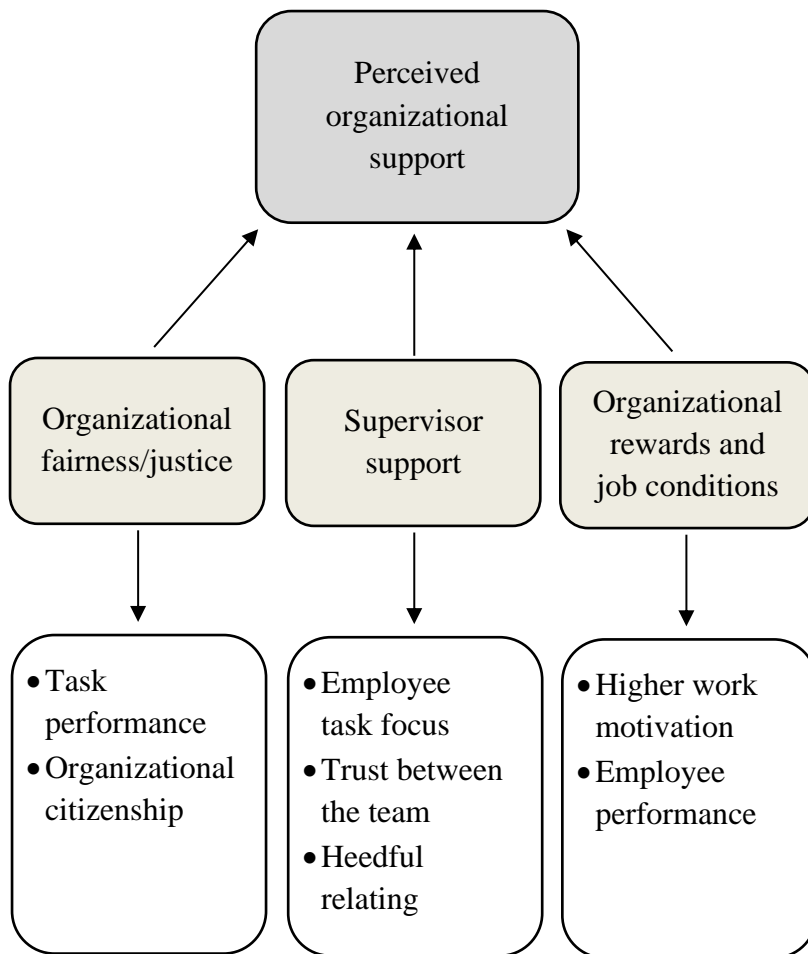 Perceived
organizational
support
Organizational
fairness/justice
Supervisor
support
Organizational
rewards and
job conditions
• Task
performance
• Organizational
citizenship
• Employee
task focus
• Trust between
the team
• Heedful
relating
• Higher work
motivation
• Employee
performance